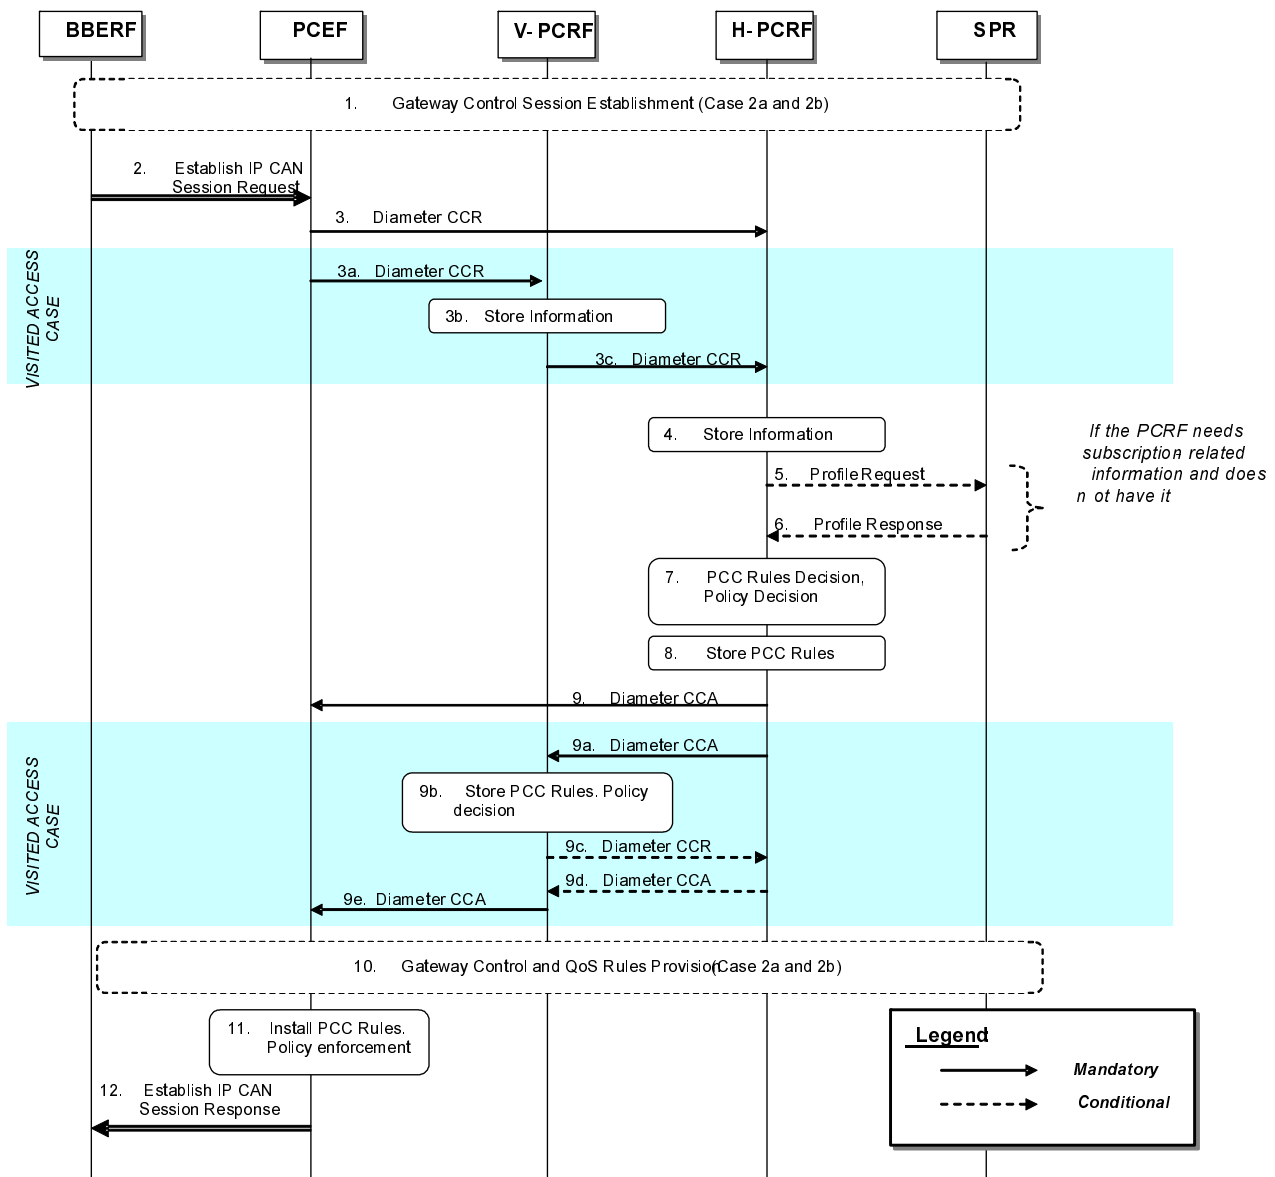 BBERF
PCEF
V-PCRF
H-PCRF
SPR
1. Gateway Control Session Establishment (Case 2a and 2b)
2. Establish IP CAN
Session Request
3. Diameter CCR
VISITED ACCESS
CASE
3a. Diameter CCR
3b. Store Information
3c. Diameter CCR
4. Store Information
If the PCRF needs
subscription-related
information and does
n ot have it
5. Profile Request
6. Profile Response
7. PCC Rules Decision,
Policy Decision
8. Store PCC Rules
9. Diameter CCA
VISITED ACCESS
CASE
9a. Diameter CCA
9b. Store PCC Rules. Policy
decision
9c. Diameter CCR
9d. Diameter CCA
9e. Diameter CCA
10. Gateway Control and QoS Rules Provision(Case 2a and 2b)
11. Install PCC Rules.
Policy enforcement
12. Establish IP CAN
Session Response
Legend:
Mandatory
Conditional